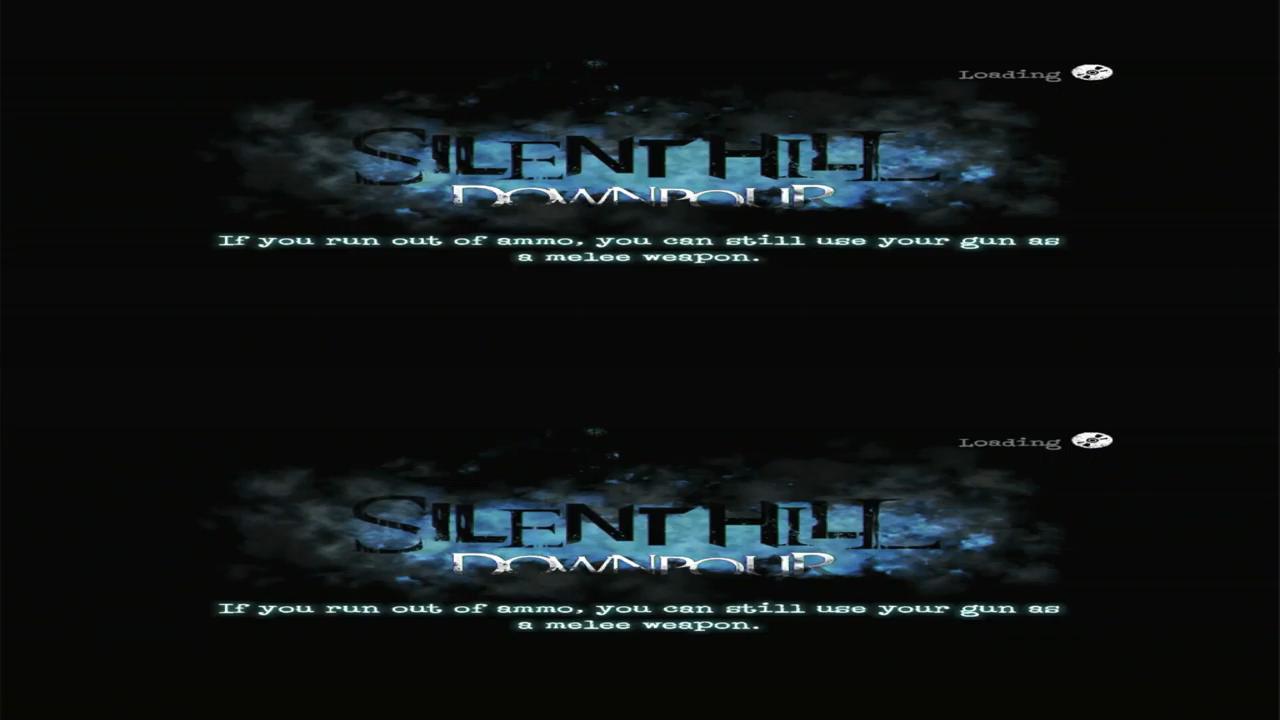 Loading
SILENT HILL
DOWNPOUR
If you run out of ammo, you can still use your gun as
a melee weapon.
Loading
SILENT HILL
DOWNPOUR
If you run out of ammo, you can still use your gun as
a melee weapon.